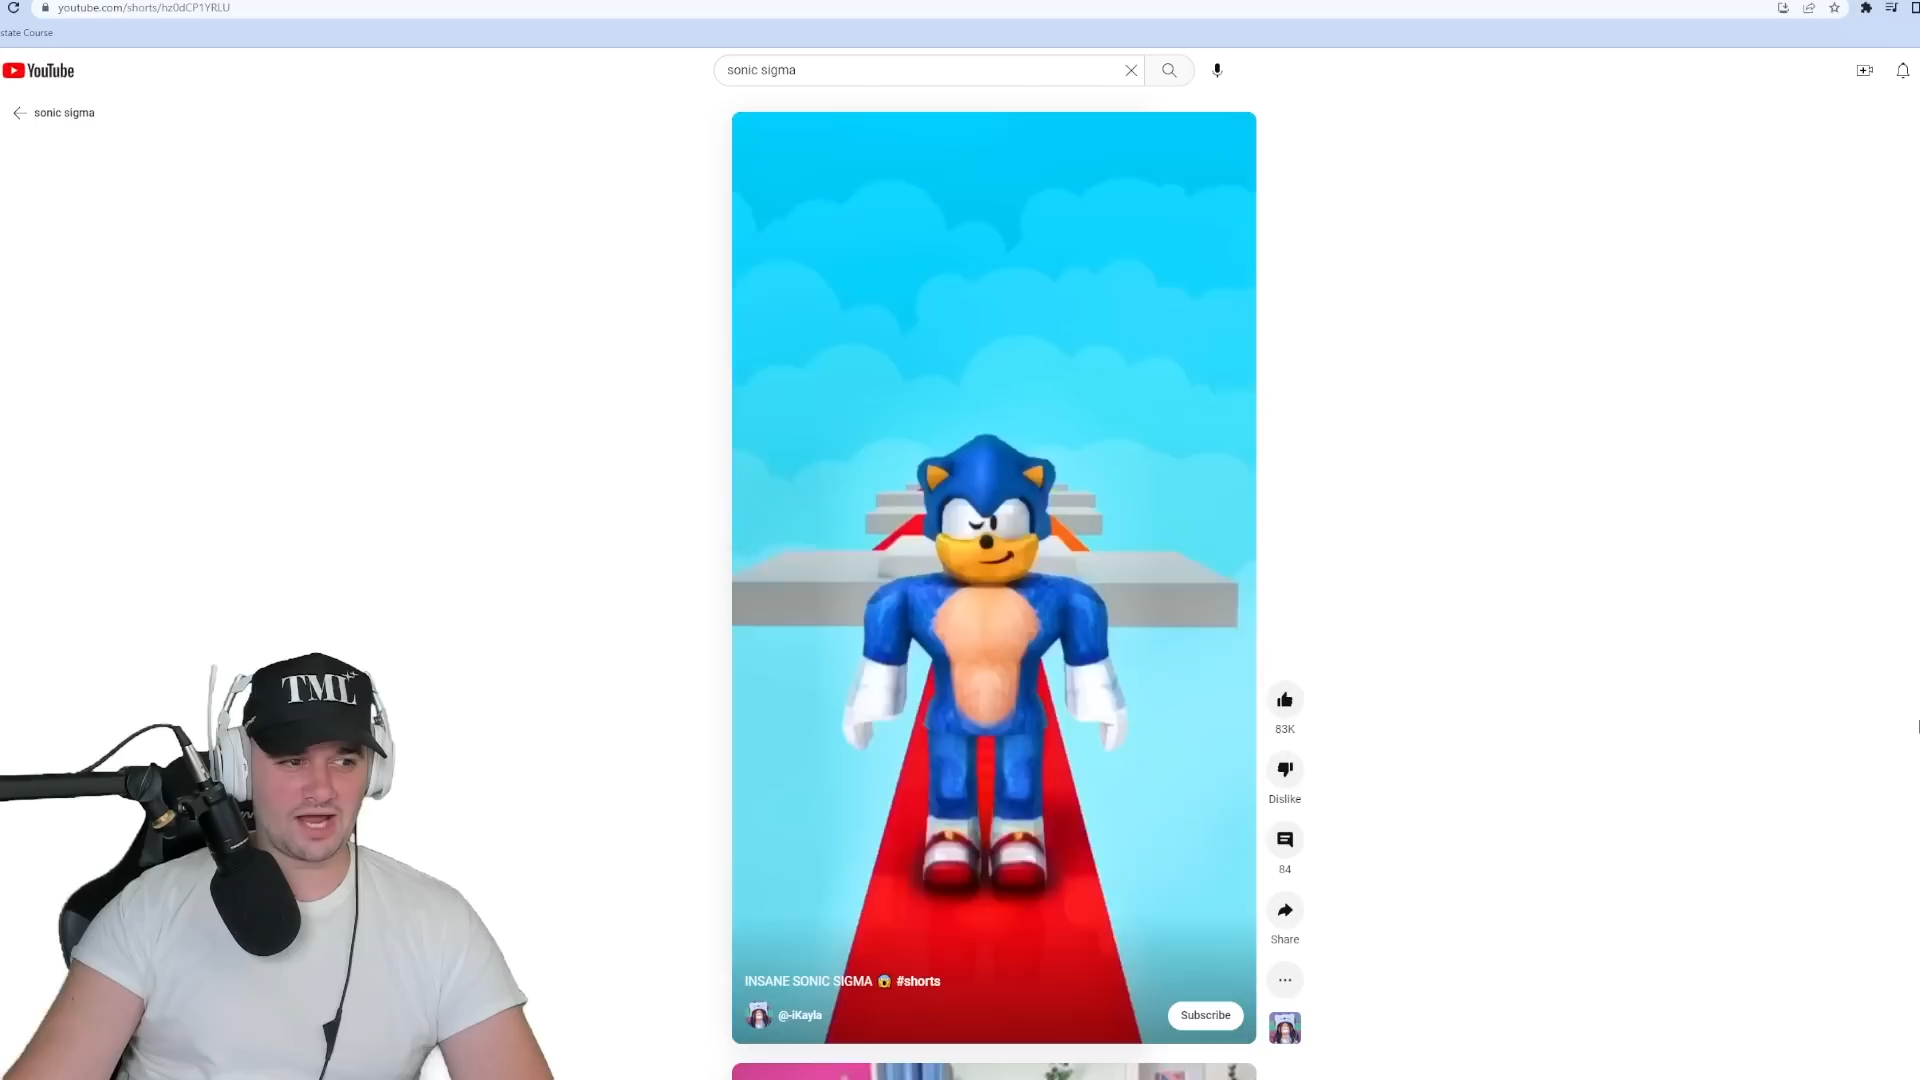 youtube.com/shorts/hz0dCP1YRLU
state Course
YouTube
sonic sigma
sonic sigma
TML
83K
Dislike
84
Share
INSANE SONIC SIGMA 😱 #shorts
@-iKayla
Subscribe